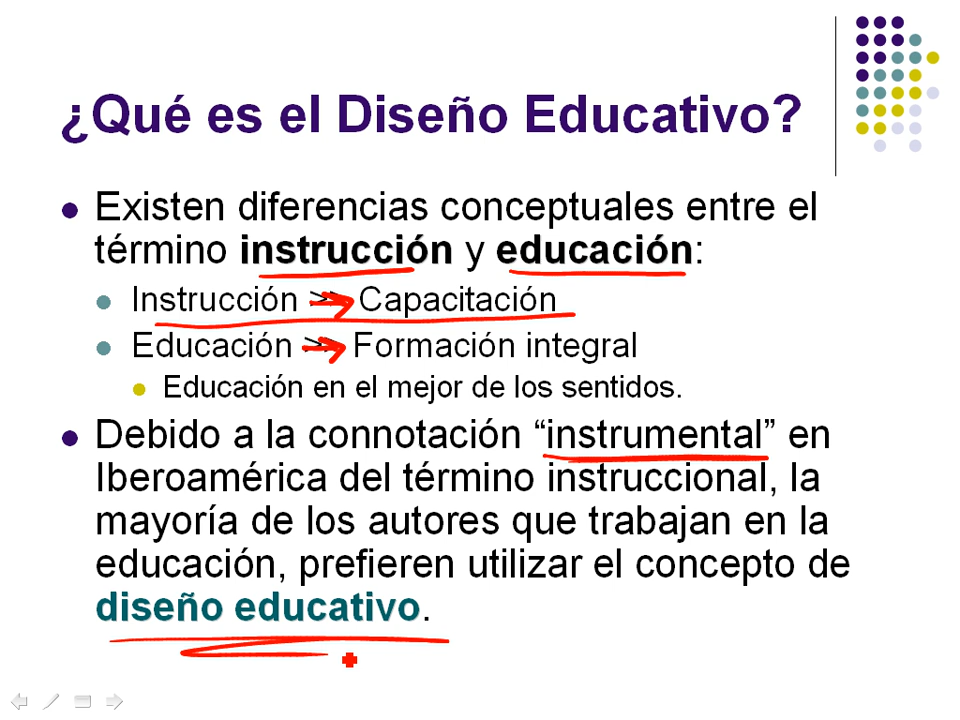 ¿Qué es el Diseño Educativo?
Existen diferencias conceptuales entre el
término instrucción y educación:
Instrucción >> Capacitación
Educación >> Formación integral
Educación en el mejor de los sentidos.
Debido a la connotación “instrumental” en
Iberoamérica del término instruccional, la
mayoría de los autores que trabajan en la
educación, prefieren utilizar el concepto de
diseño educativo.